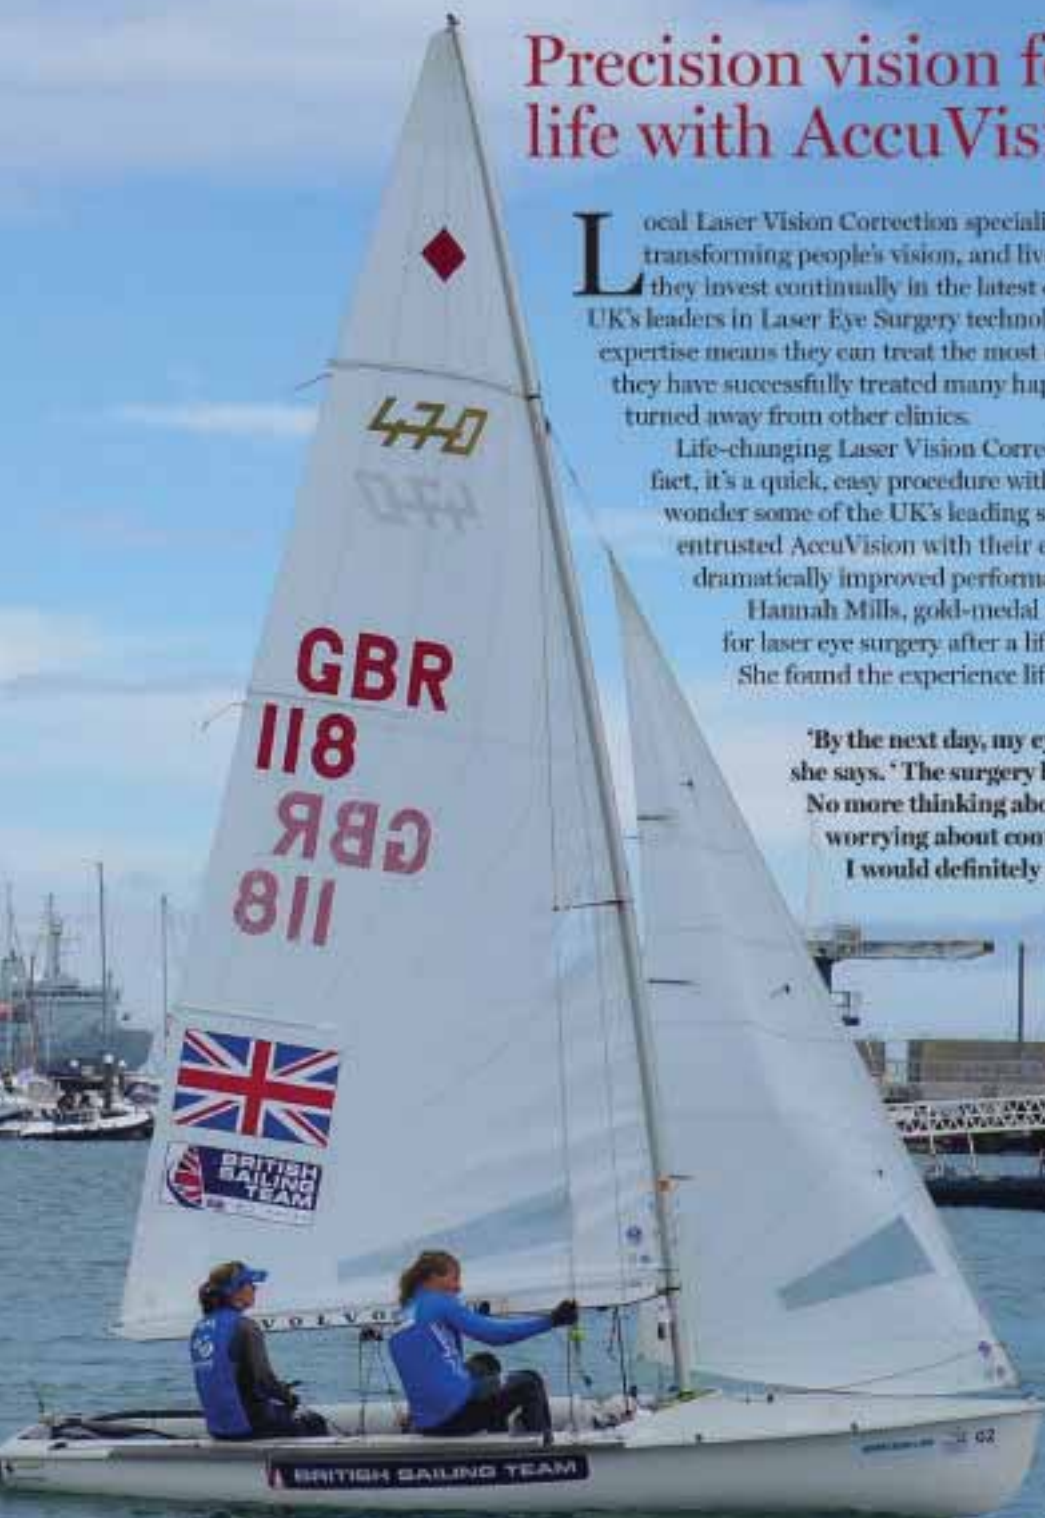 Precision vision f
life with AccuVis
Local Laser Vision Correction speciali
transforming people's vision, and liv
they invest continually in the latest
UK's leaders in Laser Eye Surgery technol
expertise means they can treat the most
they have successfully treated many hap
turned away from other clinics.
Life-changing Laser Vision Corre
fact, it's a quick, easy procedure with
wonder some of the UK's leading s
entrusted AccuVision with their e
dramatically improved performa
Hannah Mills, gold-medal
for laser eye surgery after a lif
She found the experience lif
'By the next day, my e
she says. ' The surgery
No more thinking abo
worrying about con
I would definitely
470
470
GBR
118
GBR
118
BRITISH
SAILING
TEAM
VOLVO
BRITISH SAILING TEAM
02